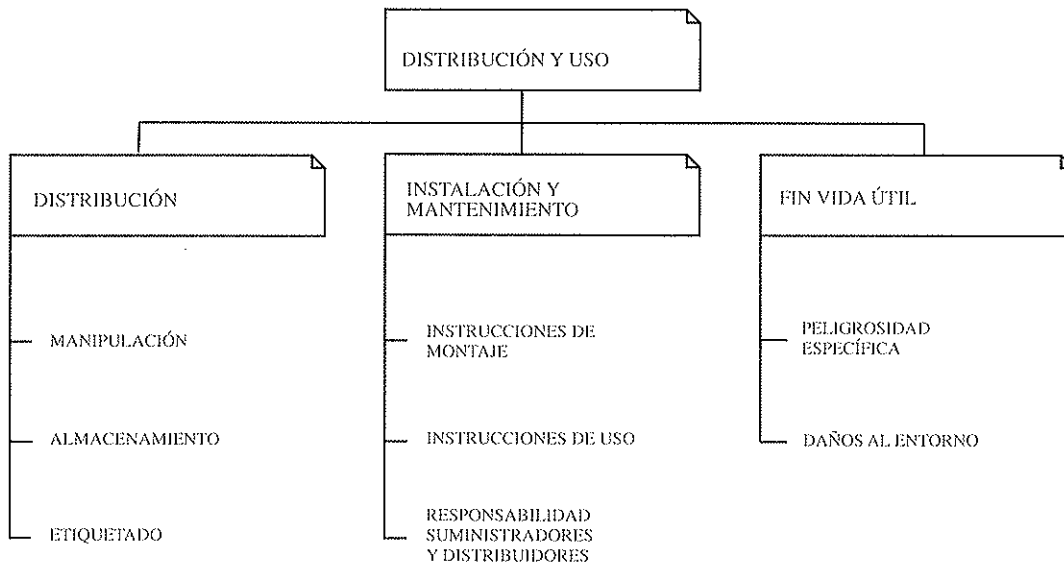 DISTRIBUCIÓN Y USO
DISTRIBUCIÓN
INSTALACIÓN Y
MANTENIMIENTO
FIN VIDA ÚTIL
MANIPULACIÓN
ALMACENAMIENTO
ETIQUETADO
INSTRUCCIONES DE
MONTAJE
INSTRUCCIONES DE USO
RESPONSABILIDAD
SUMINISTRADORES
Y DISTRIBUIDORES
PELIGROSIDAD
ESPECÍFICA
DAÑOS AL ENTORNO